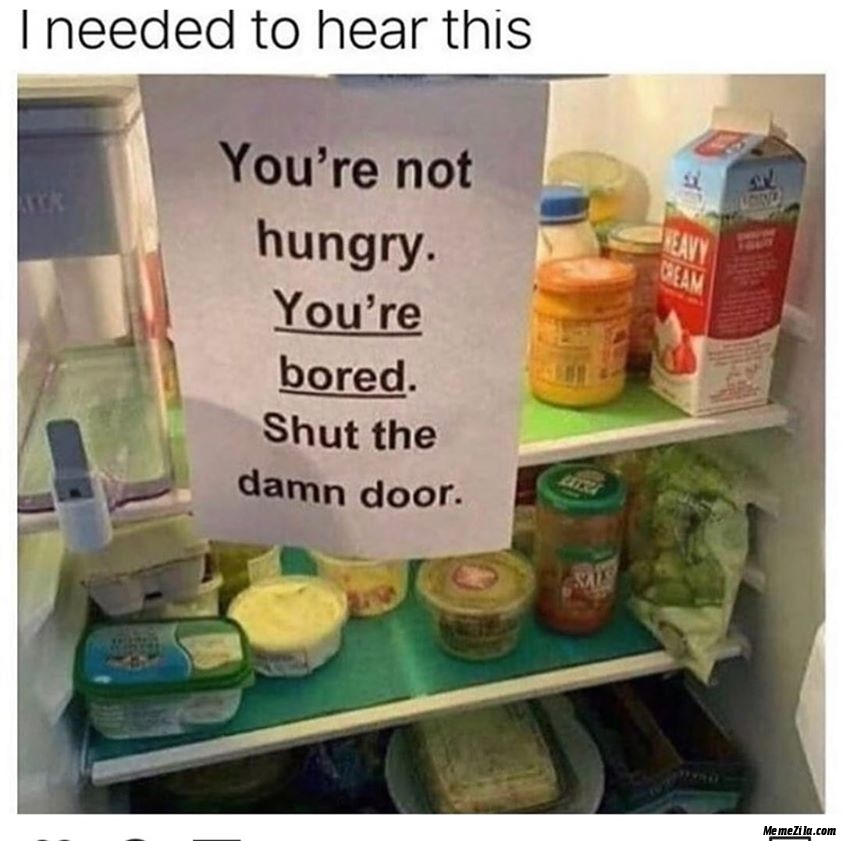 I needed to hear this
You're not
hungry.
You're
bored.
Shut the
damn door.
HEAVY
CREAM
MemeZila.com